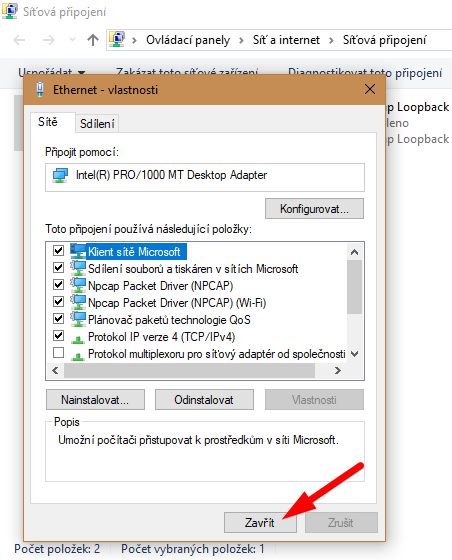 Síťová připojení
Ovládací panely > Síť a internet > Síťová připojení
Uspořádat Zakázat toto síťové zařízení Diagnostikovat toto připojení
Ethernet - vlastnosti
p Loopback
leno
ap Loopback
Sítě Sdílení
Připojit pomocí:
Intel(R) PRO/1000 MT Desktop Adapter
Konfigurovat...
Toto připojení používá následující položky:
Klient sítě Microsoft
Sdílení souborů a tiskáren v sítích Microsoft
Npcap Packet Driver (NPCAP)
Npcap Packet Driver (NPCAP) (Wi-Fi)
Plánovač paketů technologie QoS
Protokol IP verze 4 (TCP/IPv4)
Protokol multiplexoru pro síťový adaptér od společnosti
Nainstalovat... Odinstalovat Vlastnosti
Popis
Umožní počítači přistupovat k prostředkům v síti Microsoft.
Zavřít Zrušit
Počet položek: 2 Počet vybraných položek: 1